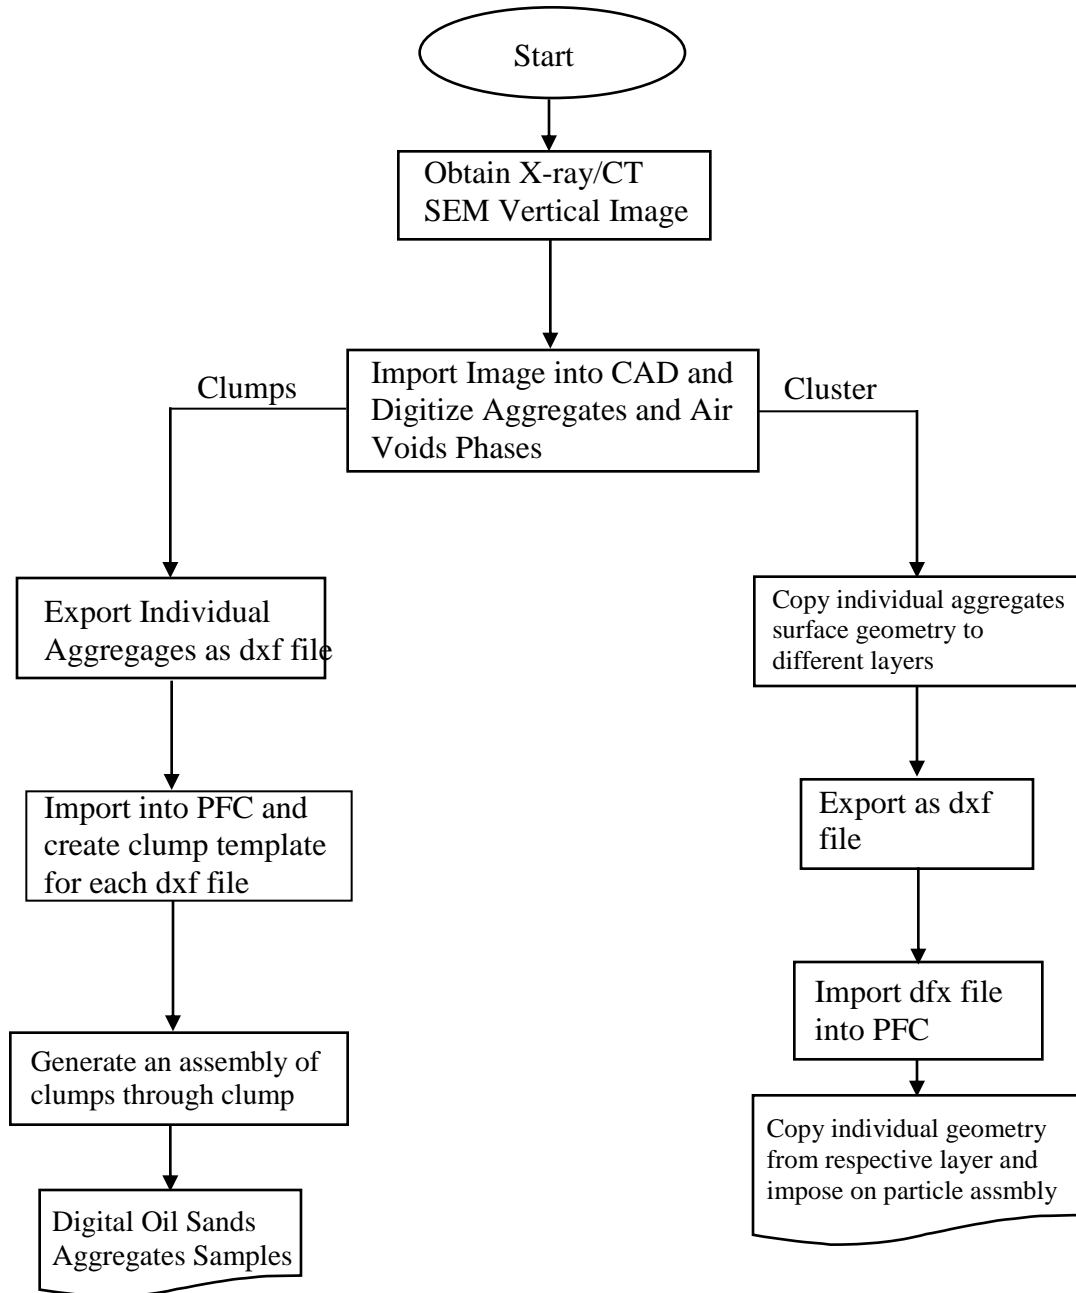 Start
Obtain X-ray/CT
SEM Vertical Image
Import Image into CAD and
Digitize Aggregates and Air
Voids Phases
Clumps
Cluster
Export Individual
Aggregages as dxf file
Import into PFC and
create clump template
for each dxf file
Generate an assembly of
clumps through clump
Digital Oil Sands
Aggregates Samples
Copy individual aggregates
surface geometry to
different layers
Export as dxf
file
Import dfx file
into PFC
Copy individual geometry
from respective layer and
impose on particle assmbly